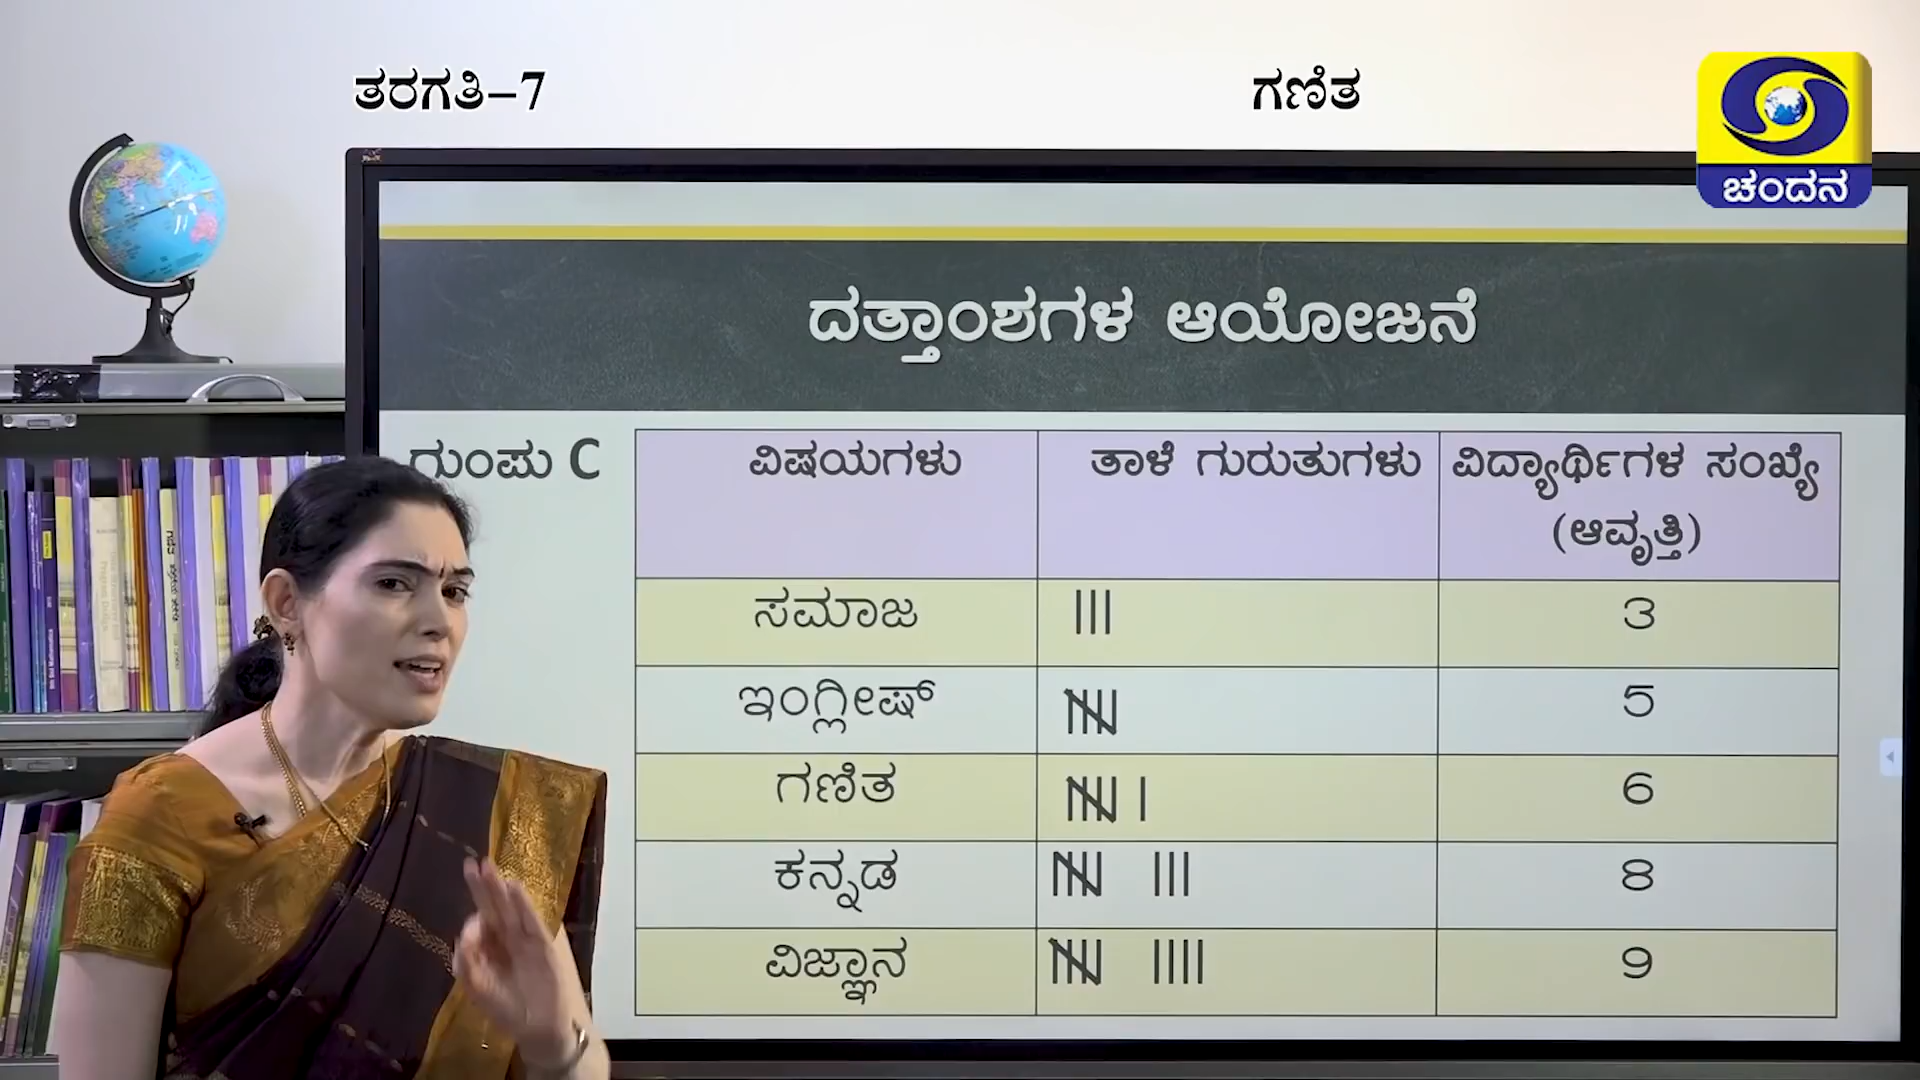 ತರಗತಿ–7
ಗಣಿತ
ಚಂದನ
ದತ್ತಾಂಶಗಳ ಆಯೋಜನೆ
ಗುಂಪು C
ವಿಷಯಗಳು
ತಾಳೆ ಗುರುತುಗಳು
ವಿದ್ಯಾರ್ಥಿಗಳ ಸಂಖ್ಯೆ
(ಆವೃತ್ತಿ)
ಸಮಾಜ 3
ಇಂಗ್ಲೀಷ್ 5
ಗಣಿತ 6
ಕನ್ನಡ 8
ವಿಜ್ಞಾನ 9